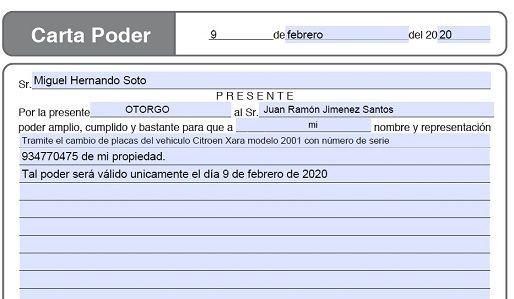 Carta Poder 9 de febrero del 20 20
Sr. Miguel Hernando Soto
PRESENTE
Por la presente OTORGO al Sr. Juan Ramón Jimenez Santos
poder amplio, cumplido y bastante para que a mi nombre y representación
Tramite el cambio de placas del vehiculo Citroen Xara modelo 2001 con número de serie
934770475 de mi propiedad.
Tal poder será válido unicamente el día 9 de febrero de 2020